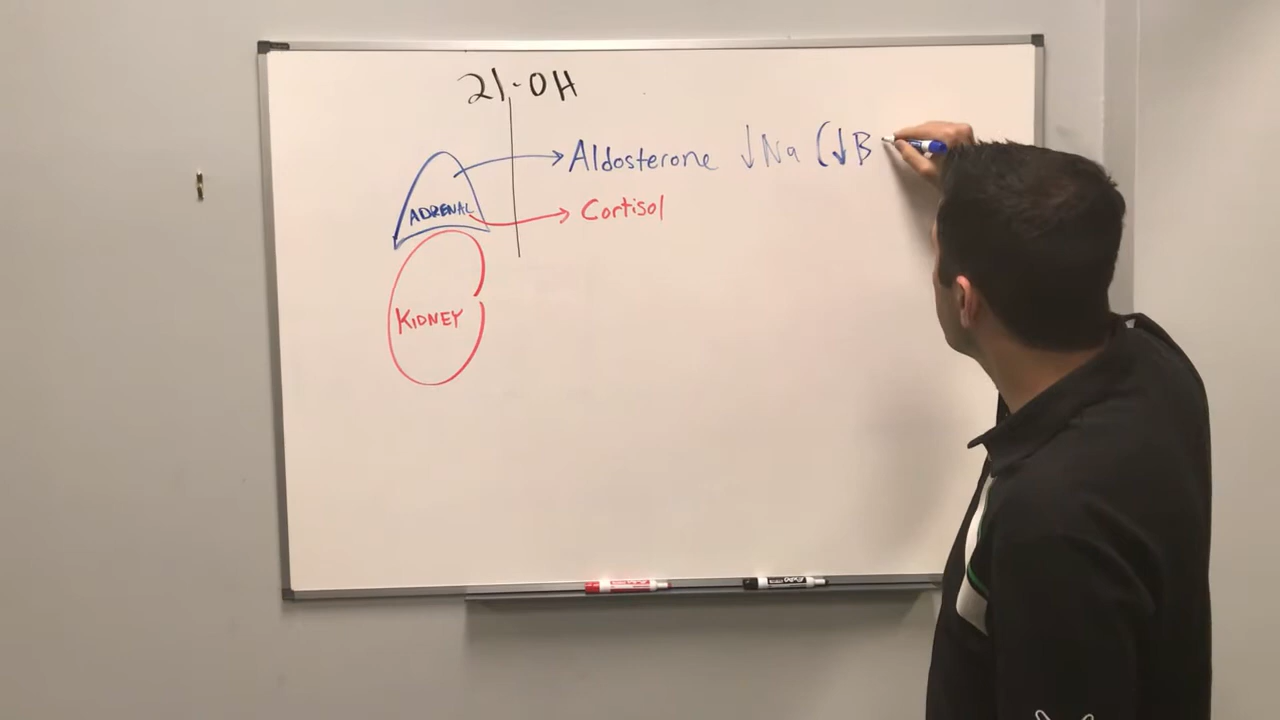 21-OH
Aldosterone ↓Na (↓B
ADRENAL
Cortisol
KIDNEY